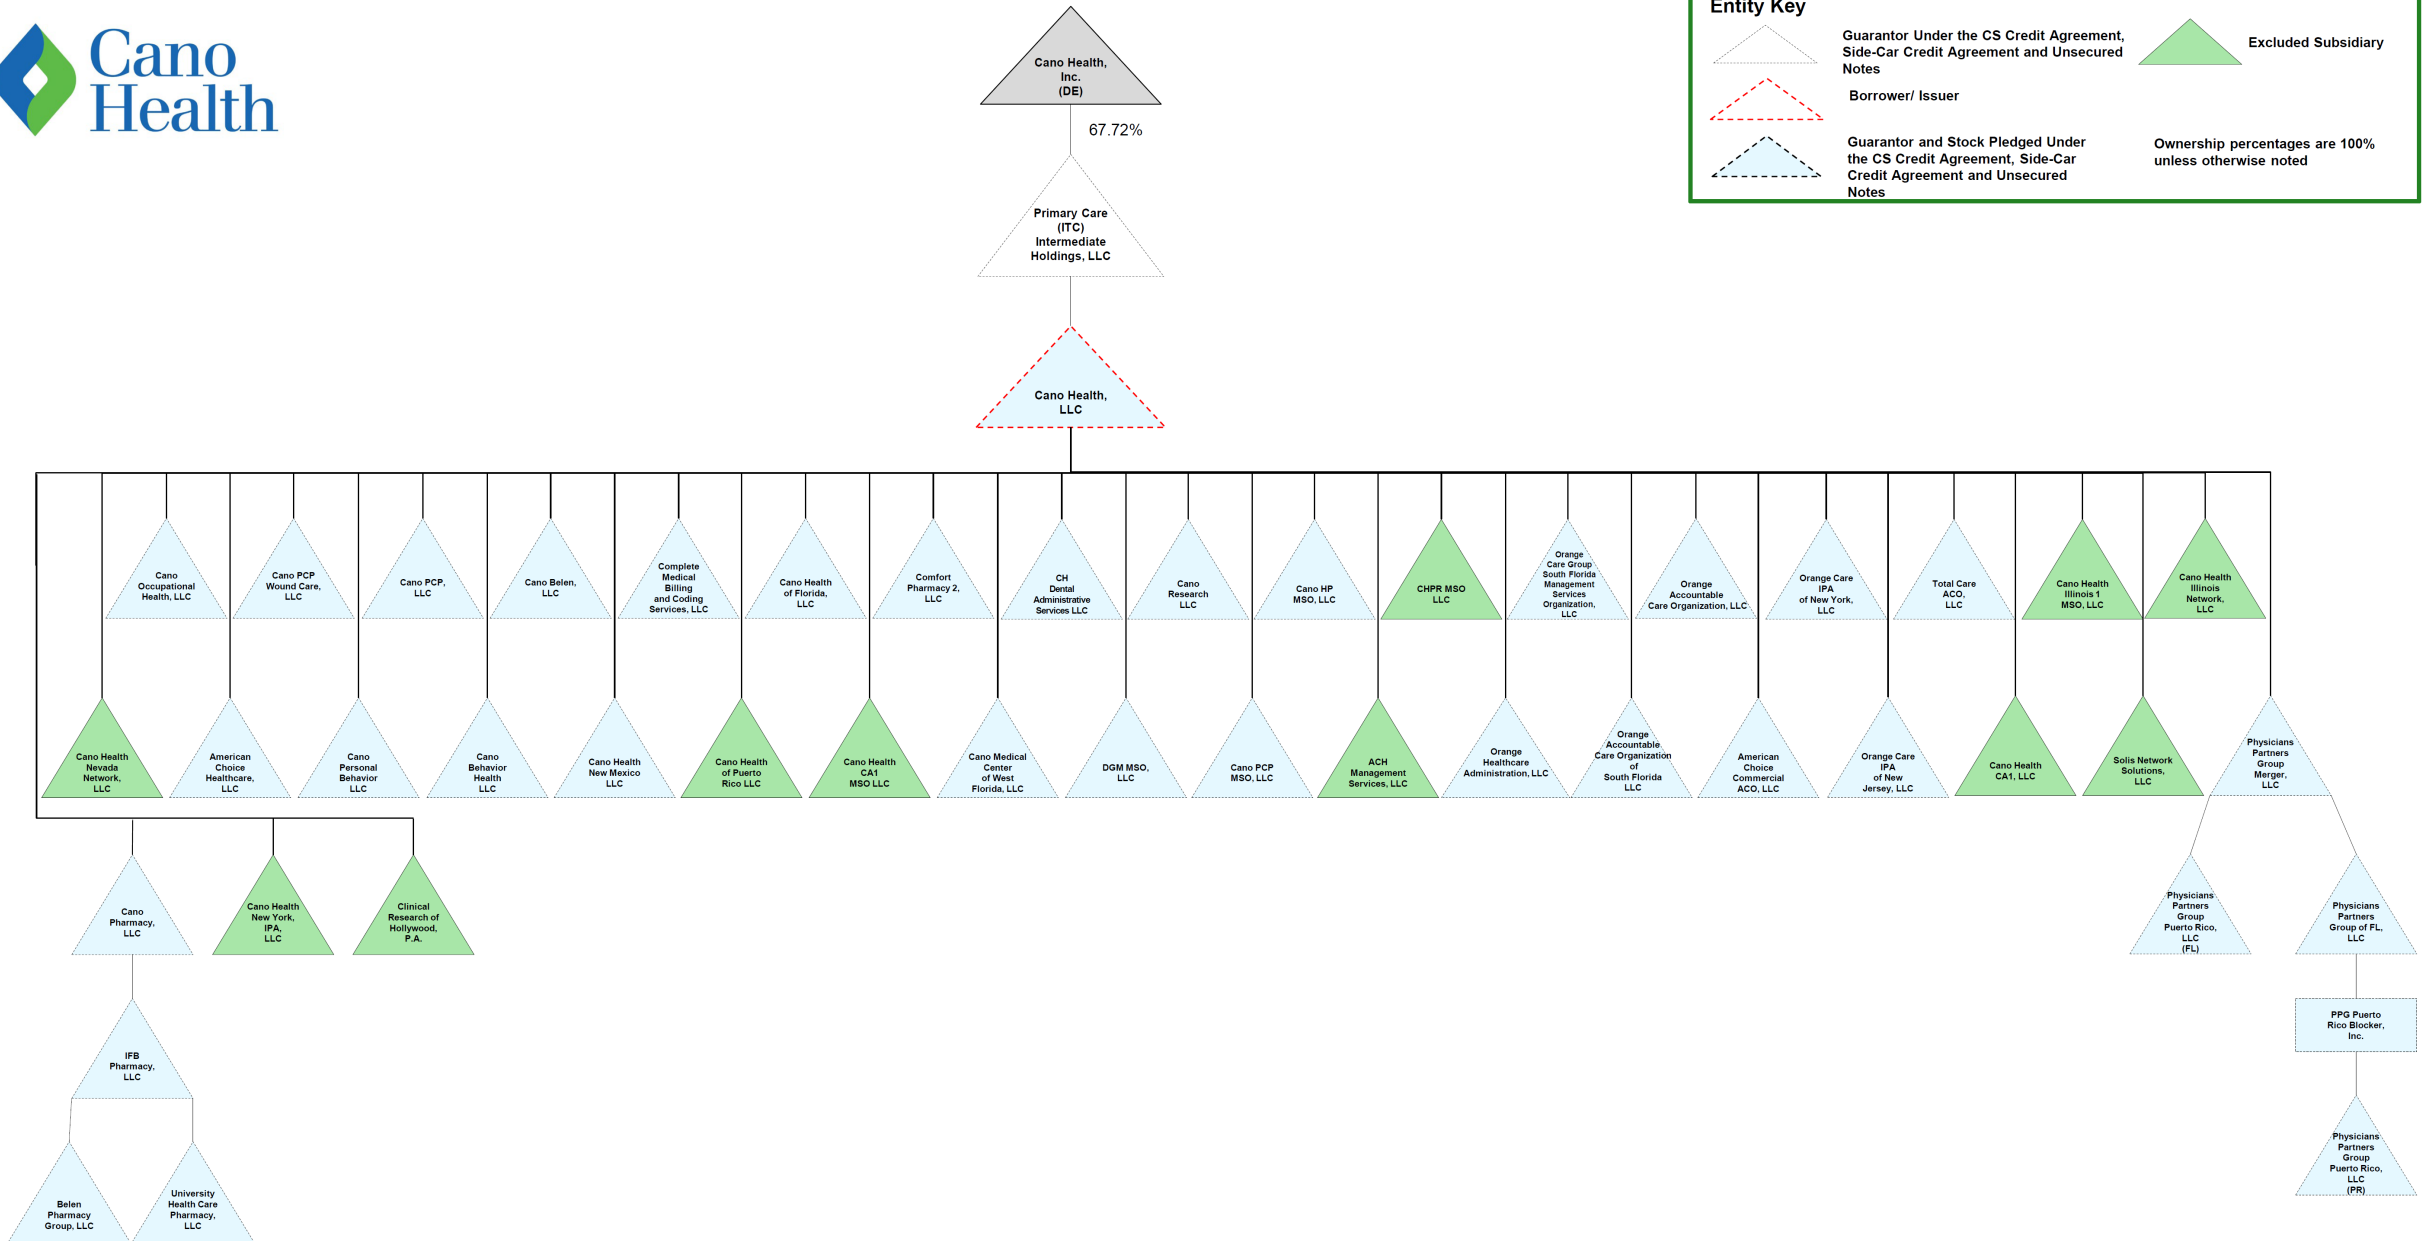 Cano
Health
Entity Key
Guarantor Under the CS Credit Agreement,
Side-Car Credit Agreement and Unsecured
Notes
Excluded Subsidiary
Borrower/ Issuer
Guarantor and Stock Pledged Under
the CS Credit Agreement, Side-Car
Credit Agreement and Unsecured
Notes
Ownership percentages are 100%
unless otherwise noted
Cano Health,
Inc.
(DE)
67.72%
Primary Care
(ITC)
Intermediate
Holdings, LLC
Cano Health,
LLC
Cano
Occupational
Health, LLC
Cano PCP
Wound Care,
LLC
Cano PCP,
LLC
Cano Belen,
LLC
Complete
Medical
Billing
and Coding
Services, LLC
Cano Health
of Florida,
LLC
Comfort
Pharmacy 2,
LLC
CH
Dental
Administrative
Services LLC
Cano
Research
LLC
Cano HP
MSO, LLC
CHPR MSO
LLC
Orange
Care Group
South Florida
Management
Services
Organization,
LLC
Orange
Accountable
Care Organization, LLC
Orange Care
IPA
of New York,
LLC
Total Care
ACO,
LLC
Cano Health
Illinois 1
MSO, LLC
Cano Health
Illinois
Network,
LLC
Cano Health
Nevada
Network,
LLC
American
Choice
Healthcare,
LLC
Cano
Personal
Behavior
LLC
Cano
Behavior
Health
LLC
Cano Health
New Mexico
LLC
Cano Health
of Puerto
Rico LLC
Cano Health
CA1
MSO LLC
Cano Medical
Center
of West
Florida, LLC
DGM MSO,
LLC
Cano PCP
MSO, LLC
ACH
Management
Services, LLC
Orange
Healthcare
Administration, LLC
Orange
Accountable
Care Organization
of
South Florida
LLC
American
Choice
Commercial
ACO, LLC
Orange Care
IPA
of New
Jersey, LLC
Cano Health
CA1, LLC
Solis Network
Solutions,
LLC
Physicians
Partners
Group
Merger,
LLC
Cano
Pharmacy,
LLC
Cano Health
New York,
IPA,
LLC
Clinical
Research of
Hollywood,
P.A.
Physicians
Partners
Group
Puerto Rico,
LLC
(FL)
Physicians
Partners
Group of FL,
LLC
IFB
Pharmacy,
LLC
PPG Puerto
Rico Blocker,
Inc.
Belen
Pharmacy
Group, LLC
University
Health Care
Pharmacy,
LLC
Physicians
Partners
Group
Puerto Rico,
LLC
(PR)